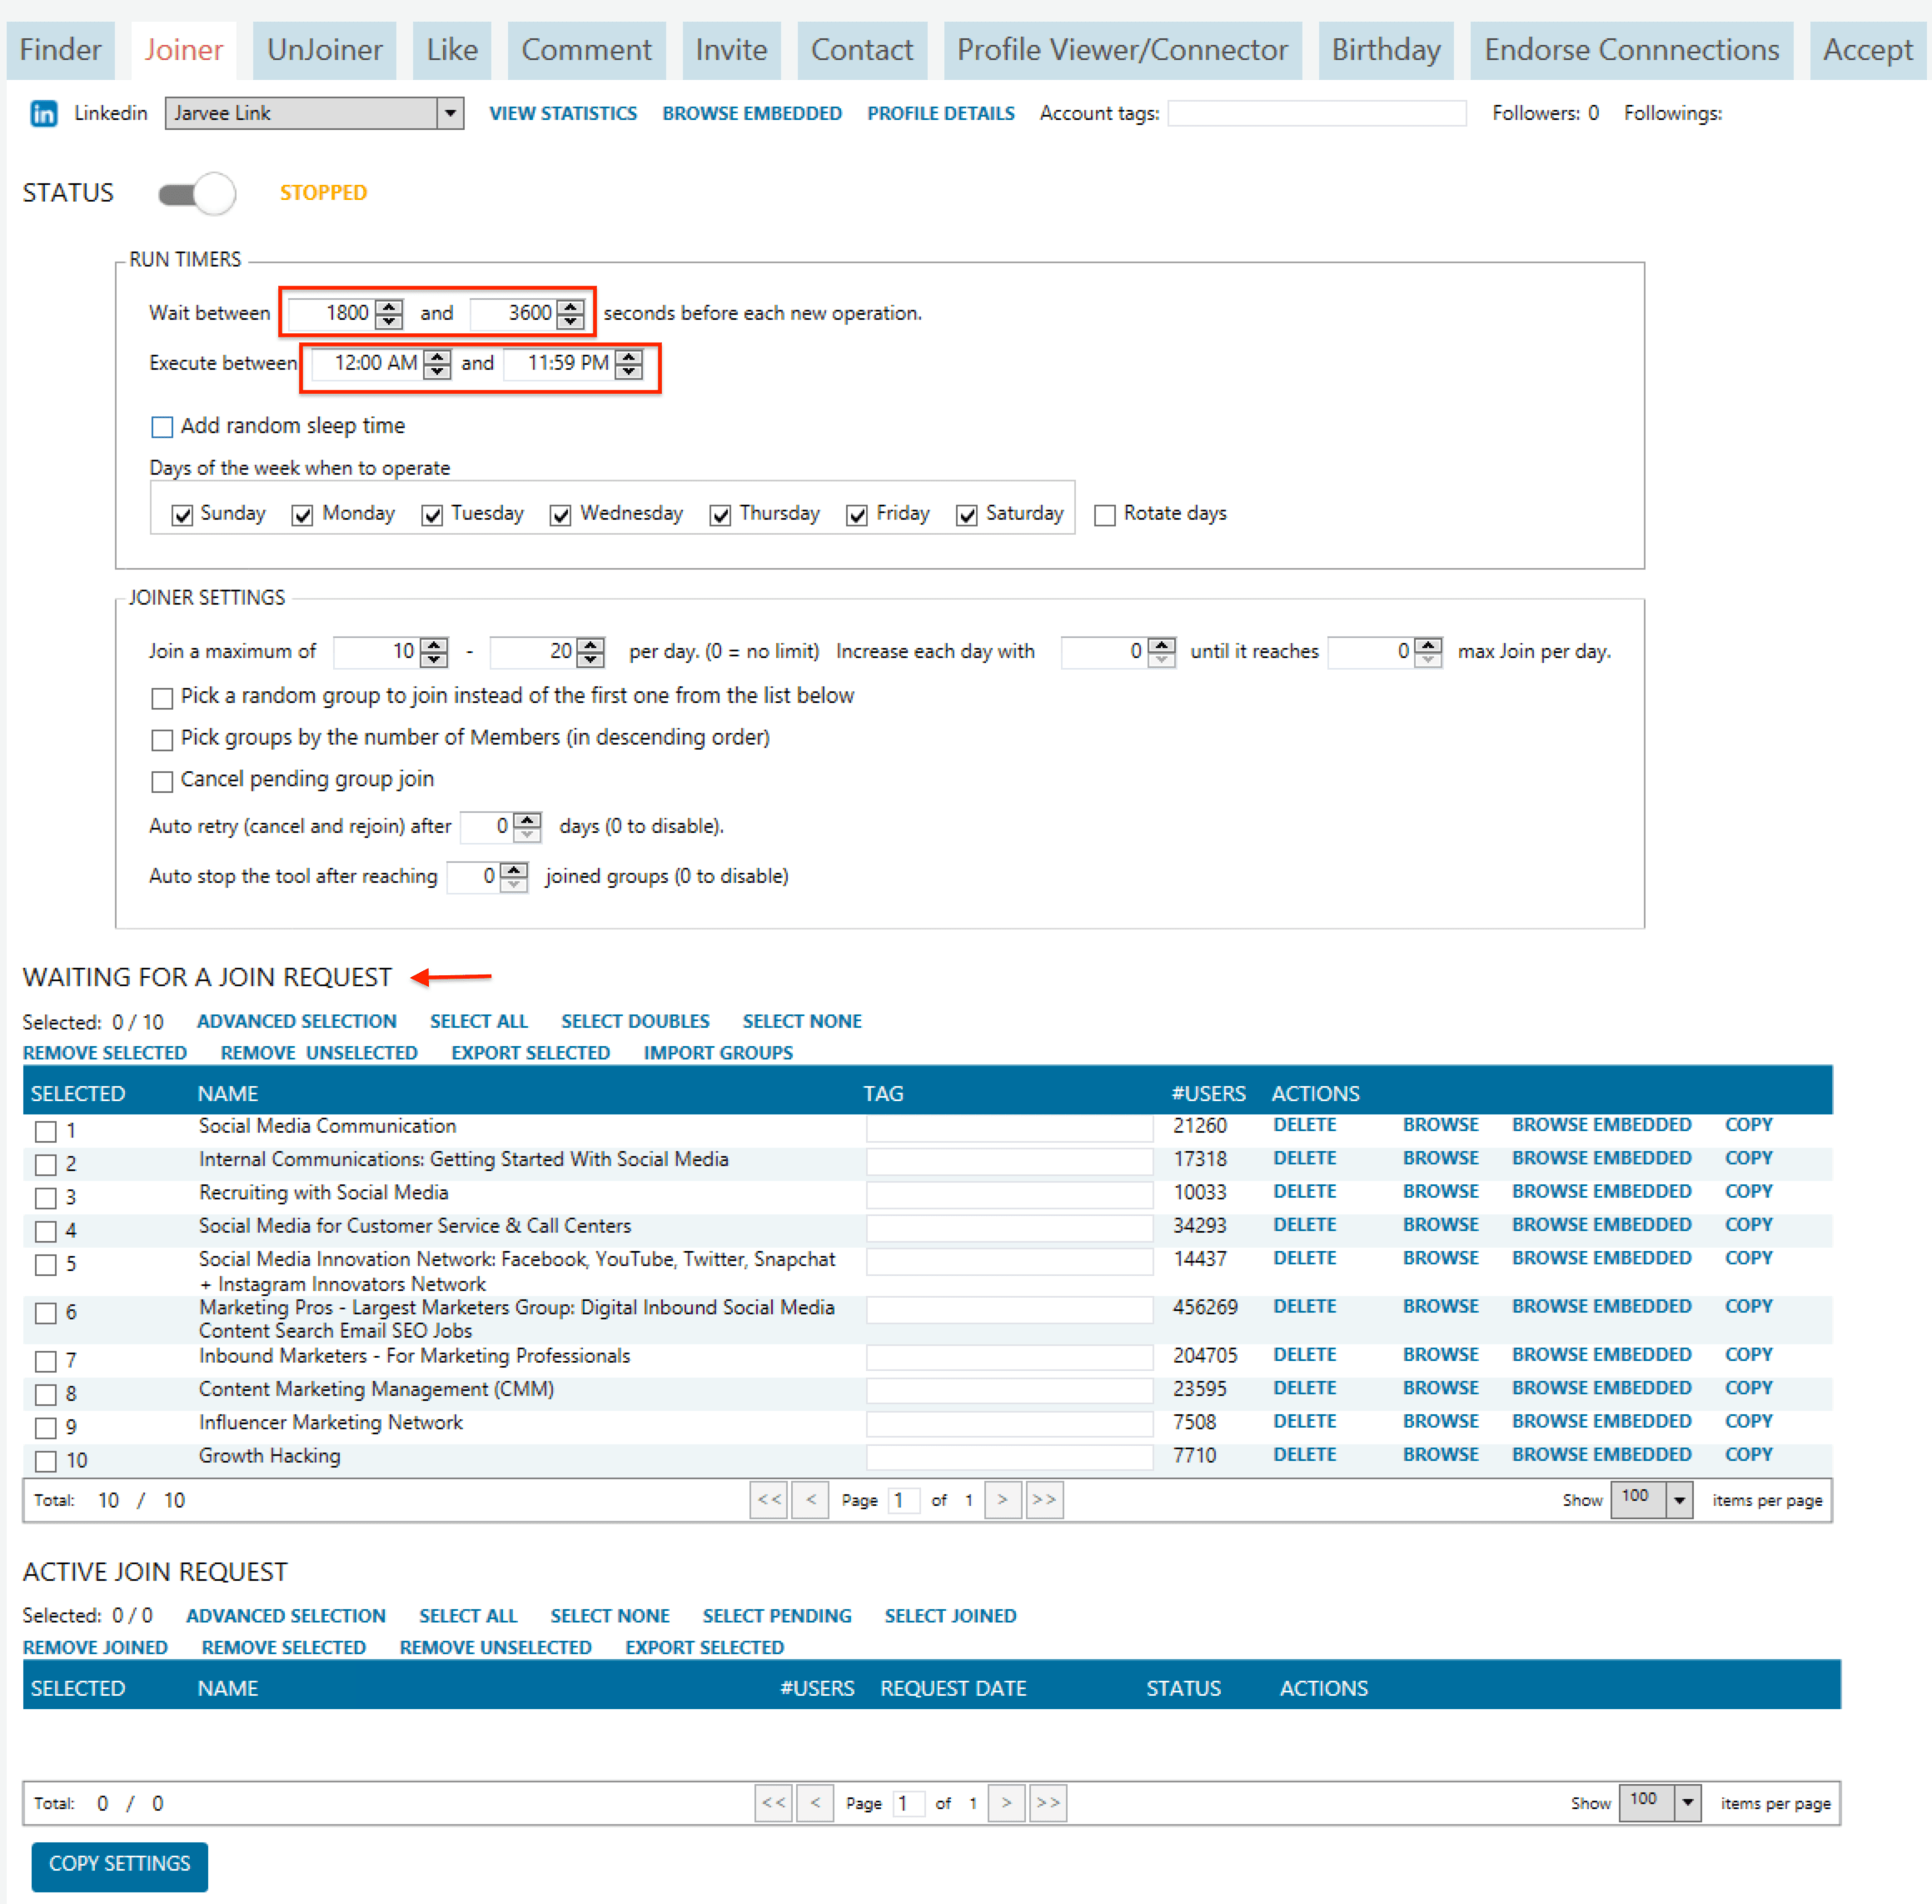 Finder Joiner UnJoiner Like Comment Invite Contact Profile Viewer/Connector Birthday Endorse Connnections Accept
in Linkedin Jarvee Link VIEW STATISTICS BROWSE EMBEDDED PROFILE DETAILS Account tags: Followers: 0 Followings:
STATUS STOPPED
RUN TIMERS
Wait between 1800 and 3600 seconds before each new operation.
Execute between 12:00 AM and 11:59 PM
Add random sleep time
Days of the week when to operate
Sunday Monday Tuesday Wednesday Thursday Friday Saturday Rotate days
JOINER SETTINGS
Join a maximum of 10 - 20 per day. (0 = no limit) Increase each day with 0 until it reaches 0 max Join per day.
Pick a random group to join instead of the first one from the list below
Pick groups by the number of Members (in descending order)
Cancel pending group join
Auto retry (cancel and rejoin) after 0 days (0 to disable).
Auto stop the tool after reaching 0 joined groups (0 to disable)
WAITING FOR A JOIN REQUEST
Selected: 0 / 10 ADVANCED SELECTION SELECT ALL SELECT DOUBLES SELECT NONE
REMOVE SELECTED REMOVE UNSELECTED EXPORT SELECTED IMPORT GROUPS
SELECTED NAME TAG #USERS ACTIONS
1 Social Media Communication 21260 DELETE BROWSE BROWSE EMBEDDED COPY
2 Internal Communications: Getting Started With Social Media 17318 DELETE BROWSE BROWSE EMBEDDED COPY
3 Recruiting with Social Media 10033 DELETE BROWSE BROWSE EMBEDDED COPY
4 Social Media for Customer Service & Call Centers 34293 DELETE BROWSE BROWSE EMBEDDED COPY
5 Social Media Innovation Network: Facebook, YouTube, Twitter, Snapchat 14437 DELETE BROWSE BROWSE EMBEDDED COPY
+ Instagram Innovators Network
6 Marketing Pros - Largest Marketers Group: Digital Inbound Social Media 456269 DELETE BROWSE BROWSE EMBEDDED COPY
Content Search Email SEO Jobs
7 Inbound Marketers - For Marketing Professionals 204705 DELETE BROWSE BROWSE EMBEDDED COPY
8 Content Marketing Management (CMM) 23595 DELETE BROWSE BROWSE EMBEDDED COPY
9 Influencer Marketing Network 7508 DELETE BROWSE BROWSE EMBEDDED COPY
10 Growth Hacking 7710 DELETE BROWSE BROWSE EMBEDDED COPY
Total: 10 / 10 << < Page 1 of 1 > >> Show 100 items per page
ACTIVE JOIN REQUEST
Selected: 0 / 0 ADVANCED SELECTION SELECT ALL SELECT NONE SELECT PENDING SELECT JOINED
REMOVE JOINED REMOVE SELECTED REMOVE UNSELECTED EXPORT SELECTED
SELECTED NAME #USERS REQUEST DATE STATUS ACTIONS
Total: 0 / 0 << < Page 1 of 1 > >> Show 100 items per page
COPY SETTINGS